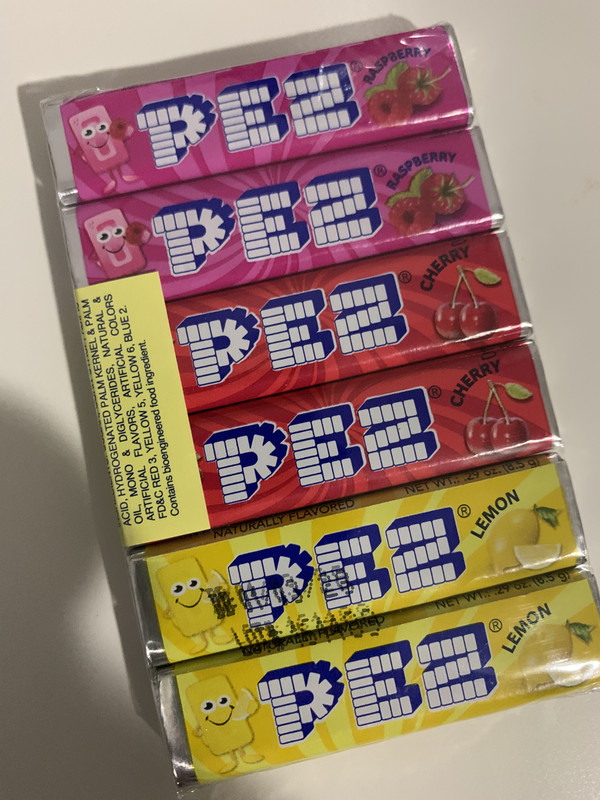 PEZ® RASPBERRY
PEZ® RASPBERRY
PEZ® CHERRY
PEZ® CHERRY
ACID, HYDROGENATED PALM KERNEL & PALM
OIL, MONO & DIGLYCERIDES, NATURAL &
ARTIFICIAL FLAVORS, ARTIFICIAL COLORS
FD&C RED 3, YELLOW 5, YELLOW 6, BLUE 2.
Contains bioengineered food ingredient.
NATURALLY FLAVORED NET WT.: .29 OZ. (8.5 g)
PEZ® LEMON
NATURALLY FLAVORED NET WT.: .29 OZ. (8.5 g)
PEZ® LEMON